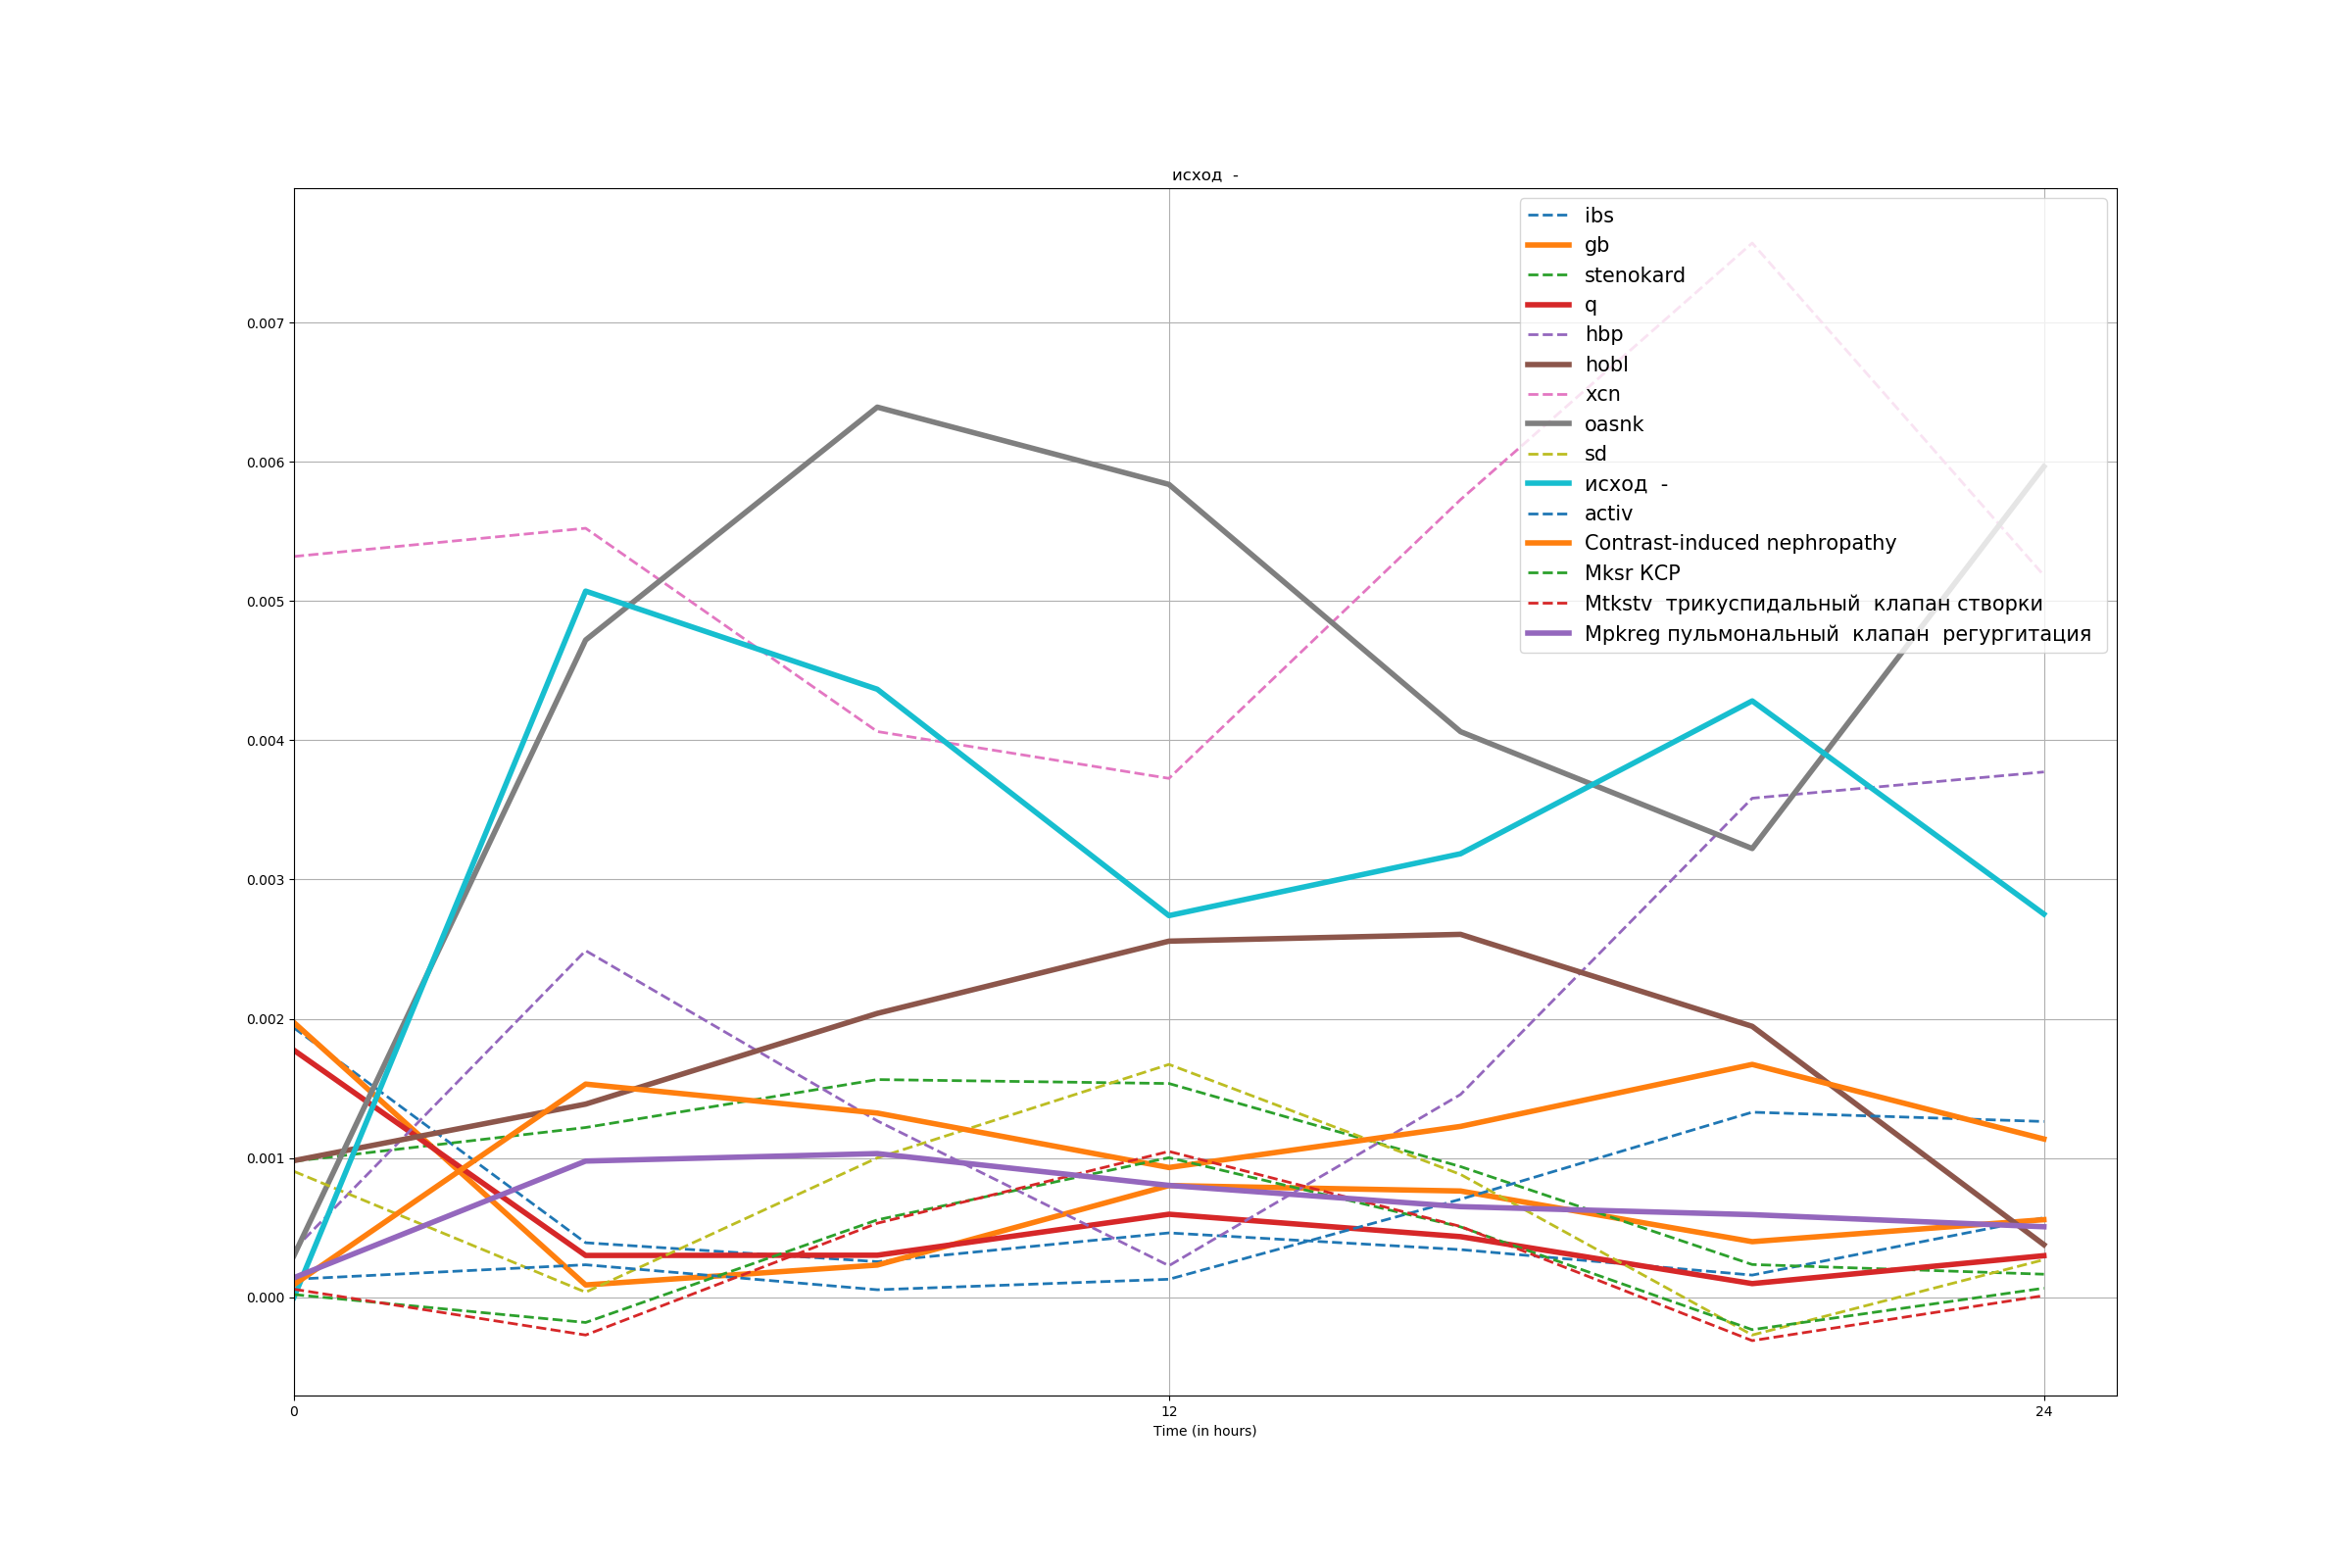 исход  -
0.007
0.006
0.005
0.004
0.003
0.002
0.001
0.000
ibs
gb
stenokard
q
hbp
hobl
xcn
oasnk
sd
исход  -
activ
Contrast-induced nephropathy
Mksr КСР
Mtkstv  трикуспидальный  клапан створки
Mpkreg пульмональный  клапан  регургитация
0 12 24
Time (in hours)